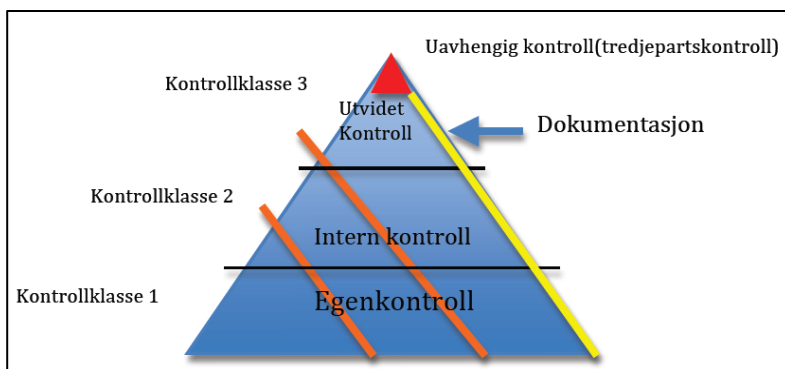 Uavhengig kontroll(tredjepartskontroll)
Kontrollklasse 3
Utvidet
Kontroll
Dokumentasjon
Kontrollklasse 2
Intern kontroll
Kontrollklasse 1
Egenkontroll